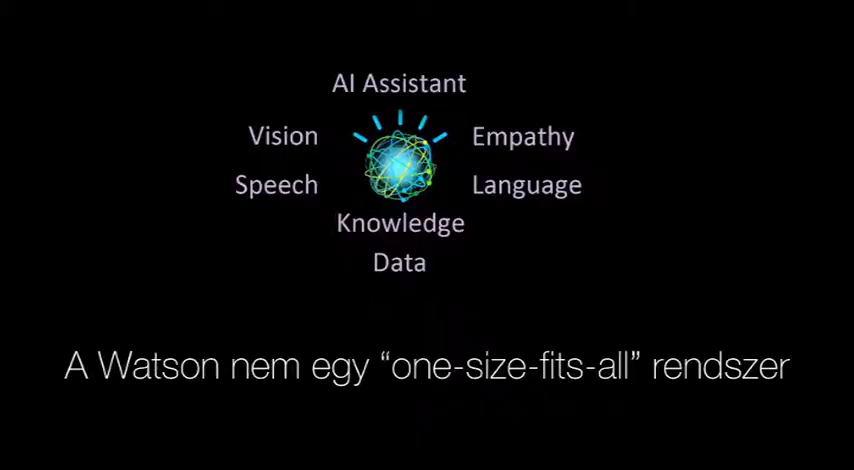 AI Assistant
Vision
Empathy
Speech
Language
Knowledge
Data
A Watson nem egy “one-size-fits-all” rendszer